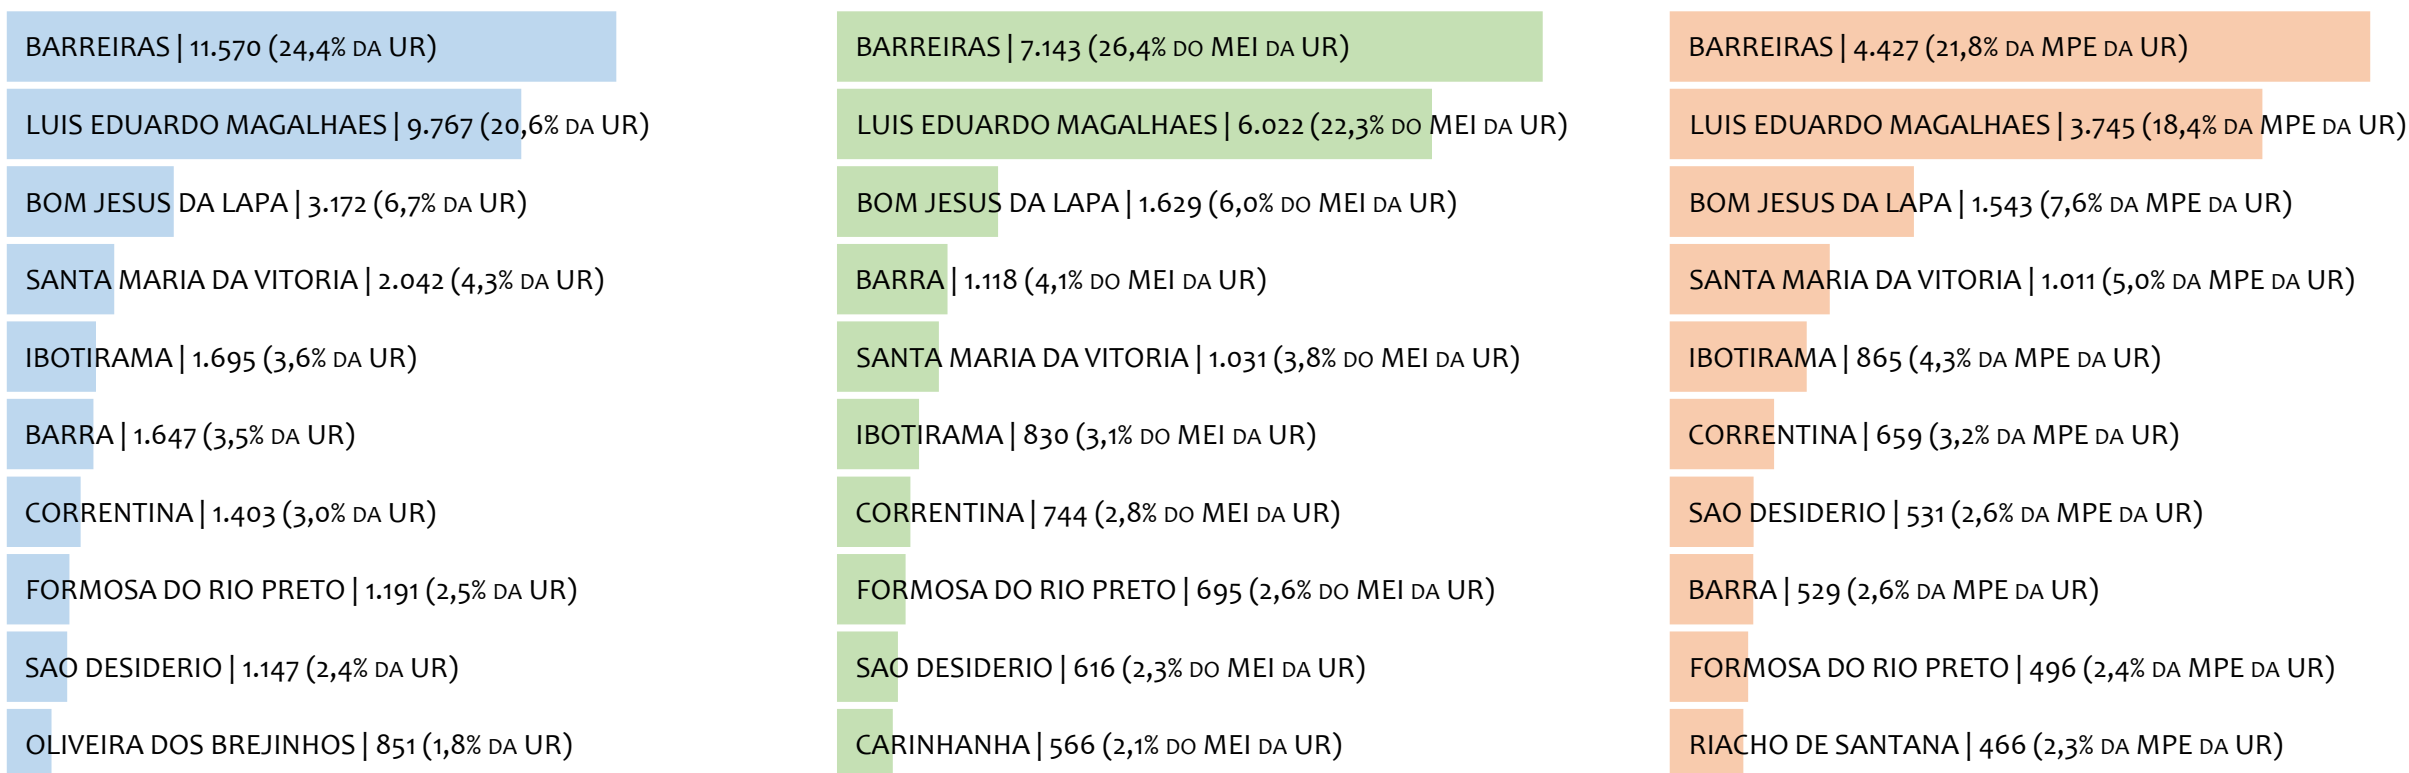 BARREIRAS | 11.570 (24,4% DA UR)
LUIS EDUARDO MAGALHAES | 9.767 (20,6% DA UR)
BOM JESUS DA LAPA | 3.172 (6,7% DA UR)
SANTA MARIA DA VITORIA | 2.042 (4,3% DA UR)
IBOTIRAMA | 1.695 (3,6% DA UR)
BARRA | 1.647 (3,5% DA UR)
CORRENTINA | 1.403 (3,0% DA UR)
FORMOSA DO RIO PRETO | 1.191 (2,5% DA UR)
SAO DESIDERIO | 1.147 (2,4% DA UR)
OLIVEIRA DOS BREJINHOS | 851 (1,8% DA UR)
BARREIRAS | 7.143 (26,4% DO MEI DA UR)
LUIS EDUARDO MAGALHAES | 6.022 (22,3% DO MEI DA UR)
BOM JESUS DA LAPA | 1.629 (6,0% DO MEI DA UR)
BARRA | 1.118 (4,1% DO MEI DA UR)
SANTA MARIA DA VITORIA | 1.031 (3,8% DO MEI DA UR)
IBOTIRAMA | 830 (3,1% DO MEI DA UR)
CORRENTINA | 744 (2,8% DO MEI DA UR)
FORMOSA DO RIO PRETO | 695 (2,6% DO MEI DA UR)
SAO DESIDERIO | 616 (2,3% DO MEI DA UR)
CARINHANHA | 566 (2,1% DO MEI DA UR)
BARREIRAS | 4.427 (21,8% DA MPE DA UR)
LUIS EDUARDO MAGALHAES | 3.745 (18,4% DA MPE DA UR)
BOM JESUS DA LAPA | 1.543 (7,6% DA MPE DA UR)
SANTA MARIA DA VITORIA | 1.011 (5,0% DA MPE DA UR)
IBOTIRAMA | 865 (4,3% DA MPE DA UR)
CORRENTINA | 659 (3,2% DA MPE DA UR)
SAO DESIDERIO | 531 (2,6% DA MPE DA UR)
BARRA | 529 (2,6% DA MPE DA UR)
FORMOSA DO RIO PRETO | 496 (2,4% DA MPE DA UR)
RIACHO DE SANTANA | 466 (2,3% DA MPE DA UR)